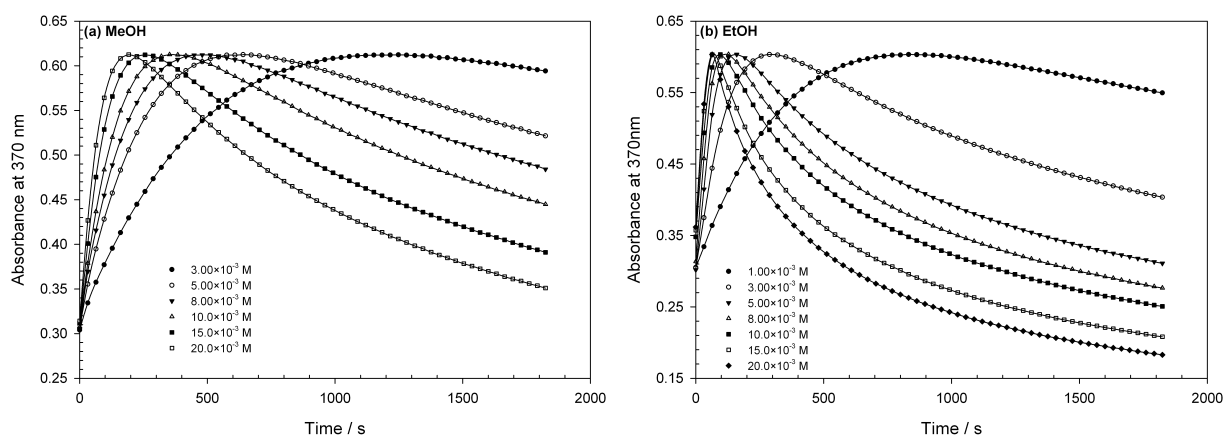 (a) MeOH
Absorbance at 370 nm
0.65
0.60
0.55
0.50
0.45
0.40
0.35
0.30
0.25
3.00×10⁻³ M
5.00×10⁻³ M
8.00×10⁻³ M
10.0×10⁻³ M
15.0×10⁻³ M
20.0×10⁻³ M
0 500 1000 1500 2000
Time / s
(b) EtOH
Absorbance at 370nm
0.65
0.55
0.45
0.35
0.25
0.15
1.00×10⁻³ M
3.00×10⁻³ M
5.00×10⁻³ M
8.00×10⁻³ M
10.0×10⁻³ M
15.0×10⁻³ M
20.0×10⁻³ M
0 500 1000 1500 2000
Time / s